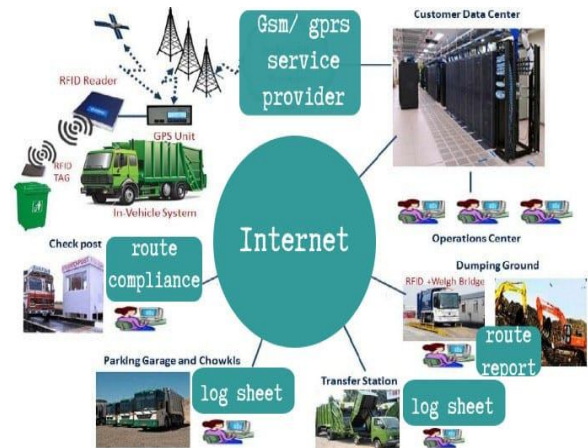 Customer Data Center
Gsm/ gprs
service
provider
RFID Reader
GPS Unit
RFID
TAG
In-Vehicle System
Internet
Operations Center
Check post
route
compliance
Dumping Ground
RFID +Weigh Bridge
route
report
Parking Garage and Chowkis
log sheet
Transfer Station
log sheet